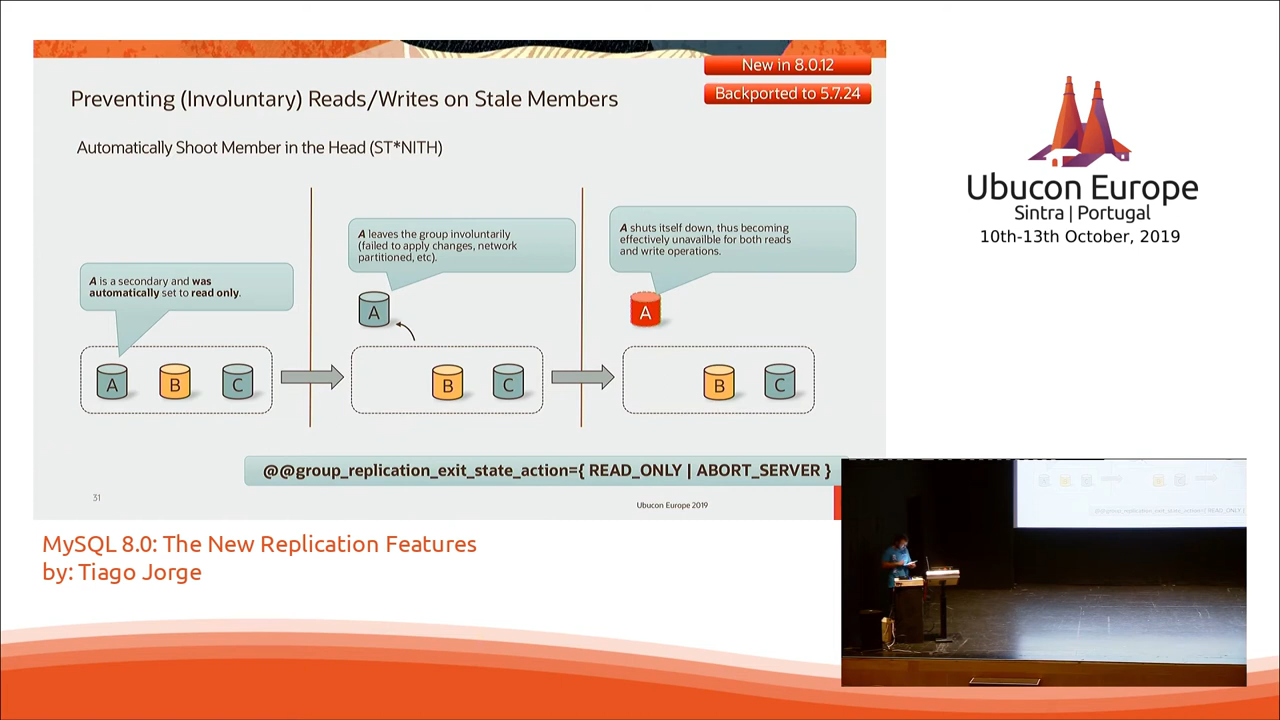 New in 8.0.12
Backported to 5.7.24
Preventing (Involuntary) Reads/Writes on Stale Members
Automatically Shoot Member in the Head (ST*NITH)
A is a secondary and was
automatically set to read only.
A leaves the group involuntarily
(failed to apply changes, network
partitioned, etc).
A shuts itself down, thus becoming
effectively unavailble for both reads
and write operations.
A
A
A B C
B C
B C
@@group_replication_exit_state_action={ READ_ONLY | ABORT_SERVER }
31
Ubucon Europe 2019
Ubucon Europe
Sintra | Portugal
10th-13th October, 2019
MySQL 8.0: The New Replication Features
by: Tiago Jorge